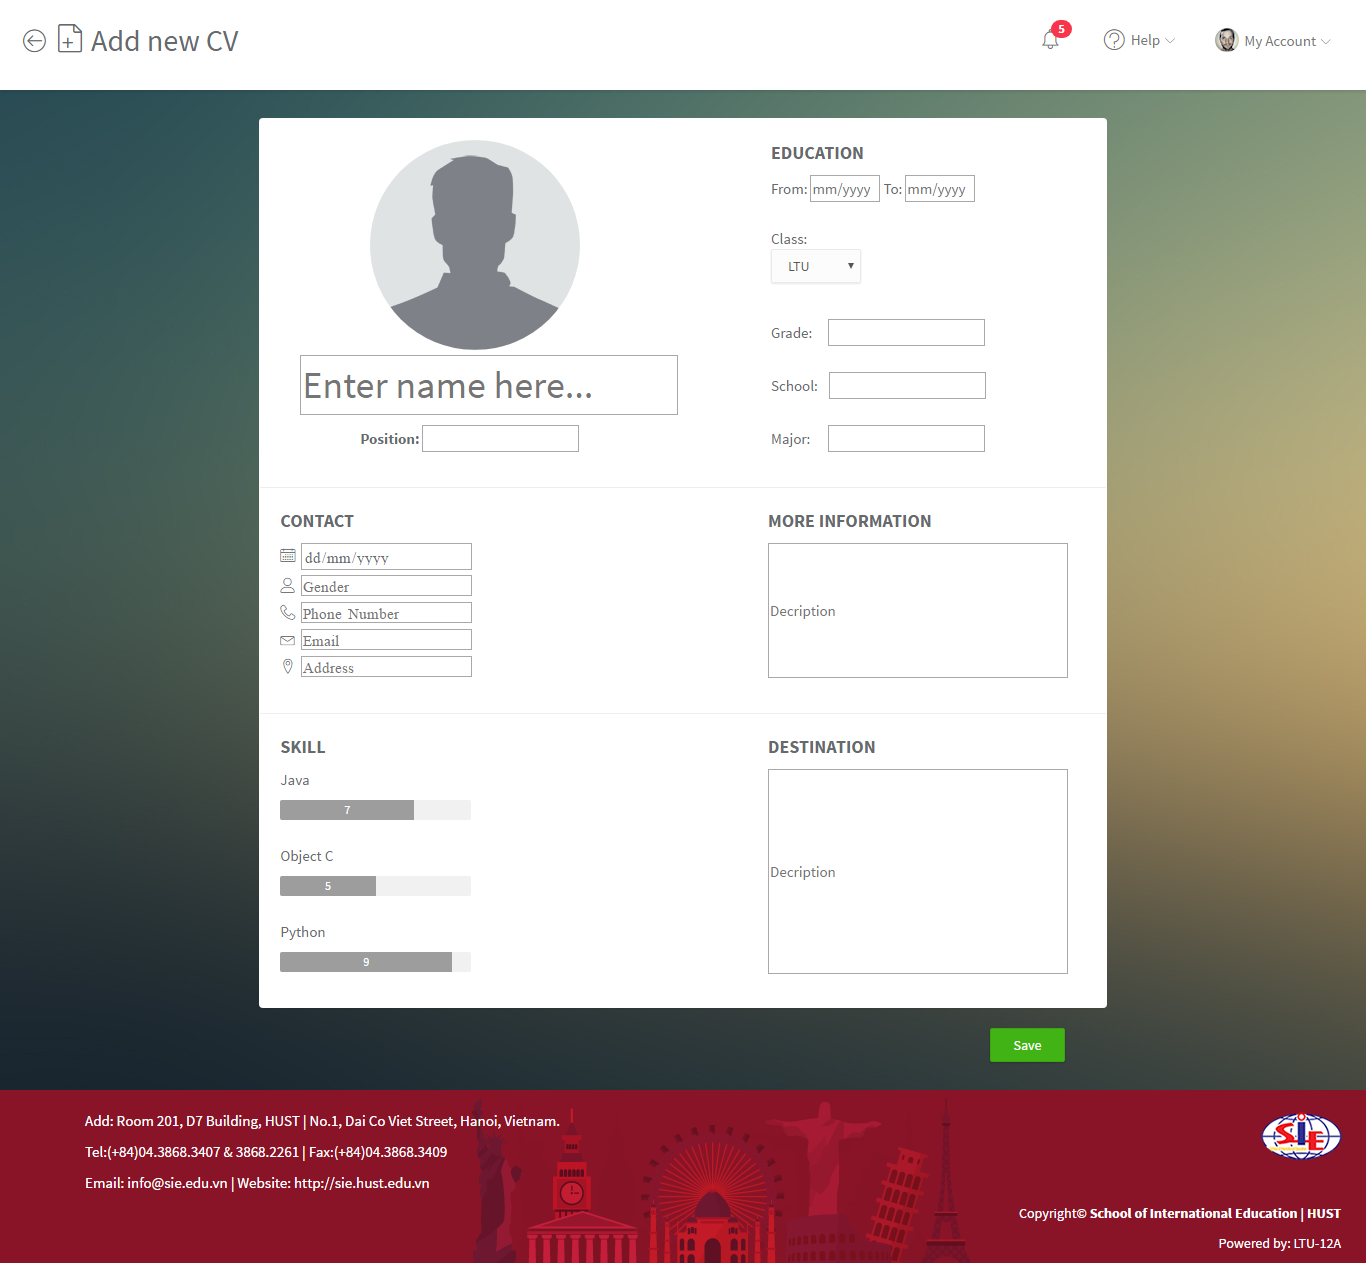 Add new CV
5
Help
My Account
EDUCATION
From: mm/yyyy To: mm/yyyy
Class:
LTU
Grade:
School:
Major:
Enter name here...
Position:
CONTACT
dd/mm/yyyy
Gender
Phone Number
Email
Address
MORE INFORMATION
Decription
SKILL
Java
7
Object C
5
Python
9
DESTINATION
Decription
Save
Add: Room 201, D7 Building, HUST | No.1, Dai Co Viet Street, Hanoi, Vietnam.
Tel:(+84)04.3868.3407 & 3868.2261 | Fax:(+84)04.3868.3409
Email: info@sie.edu.vn | Website: http://sie.hust.edu.vn
SIE
Copyright© School of International Education | HUST
Powered by: LTU-12A